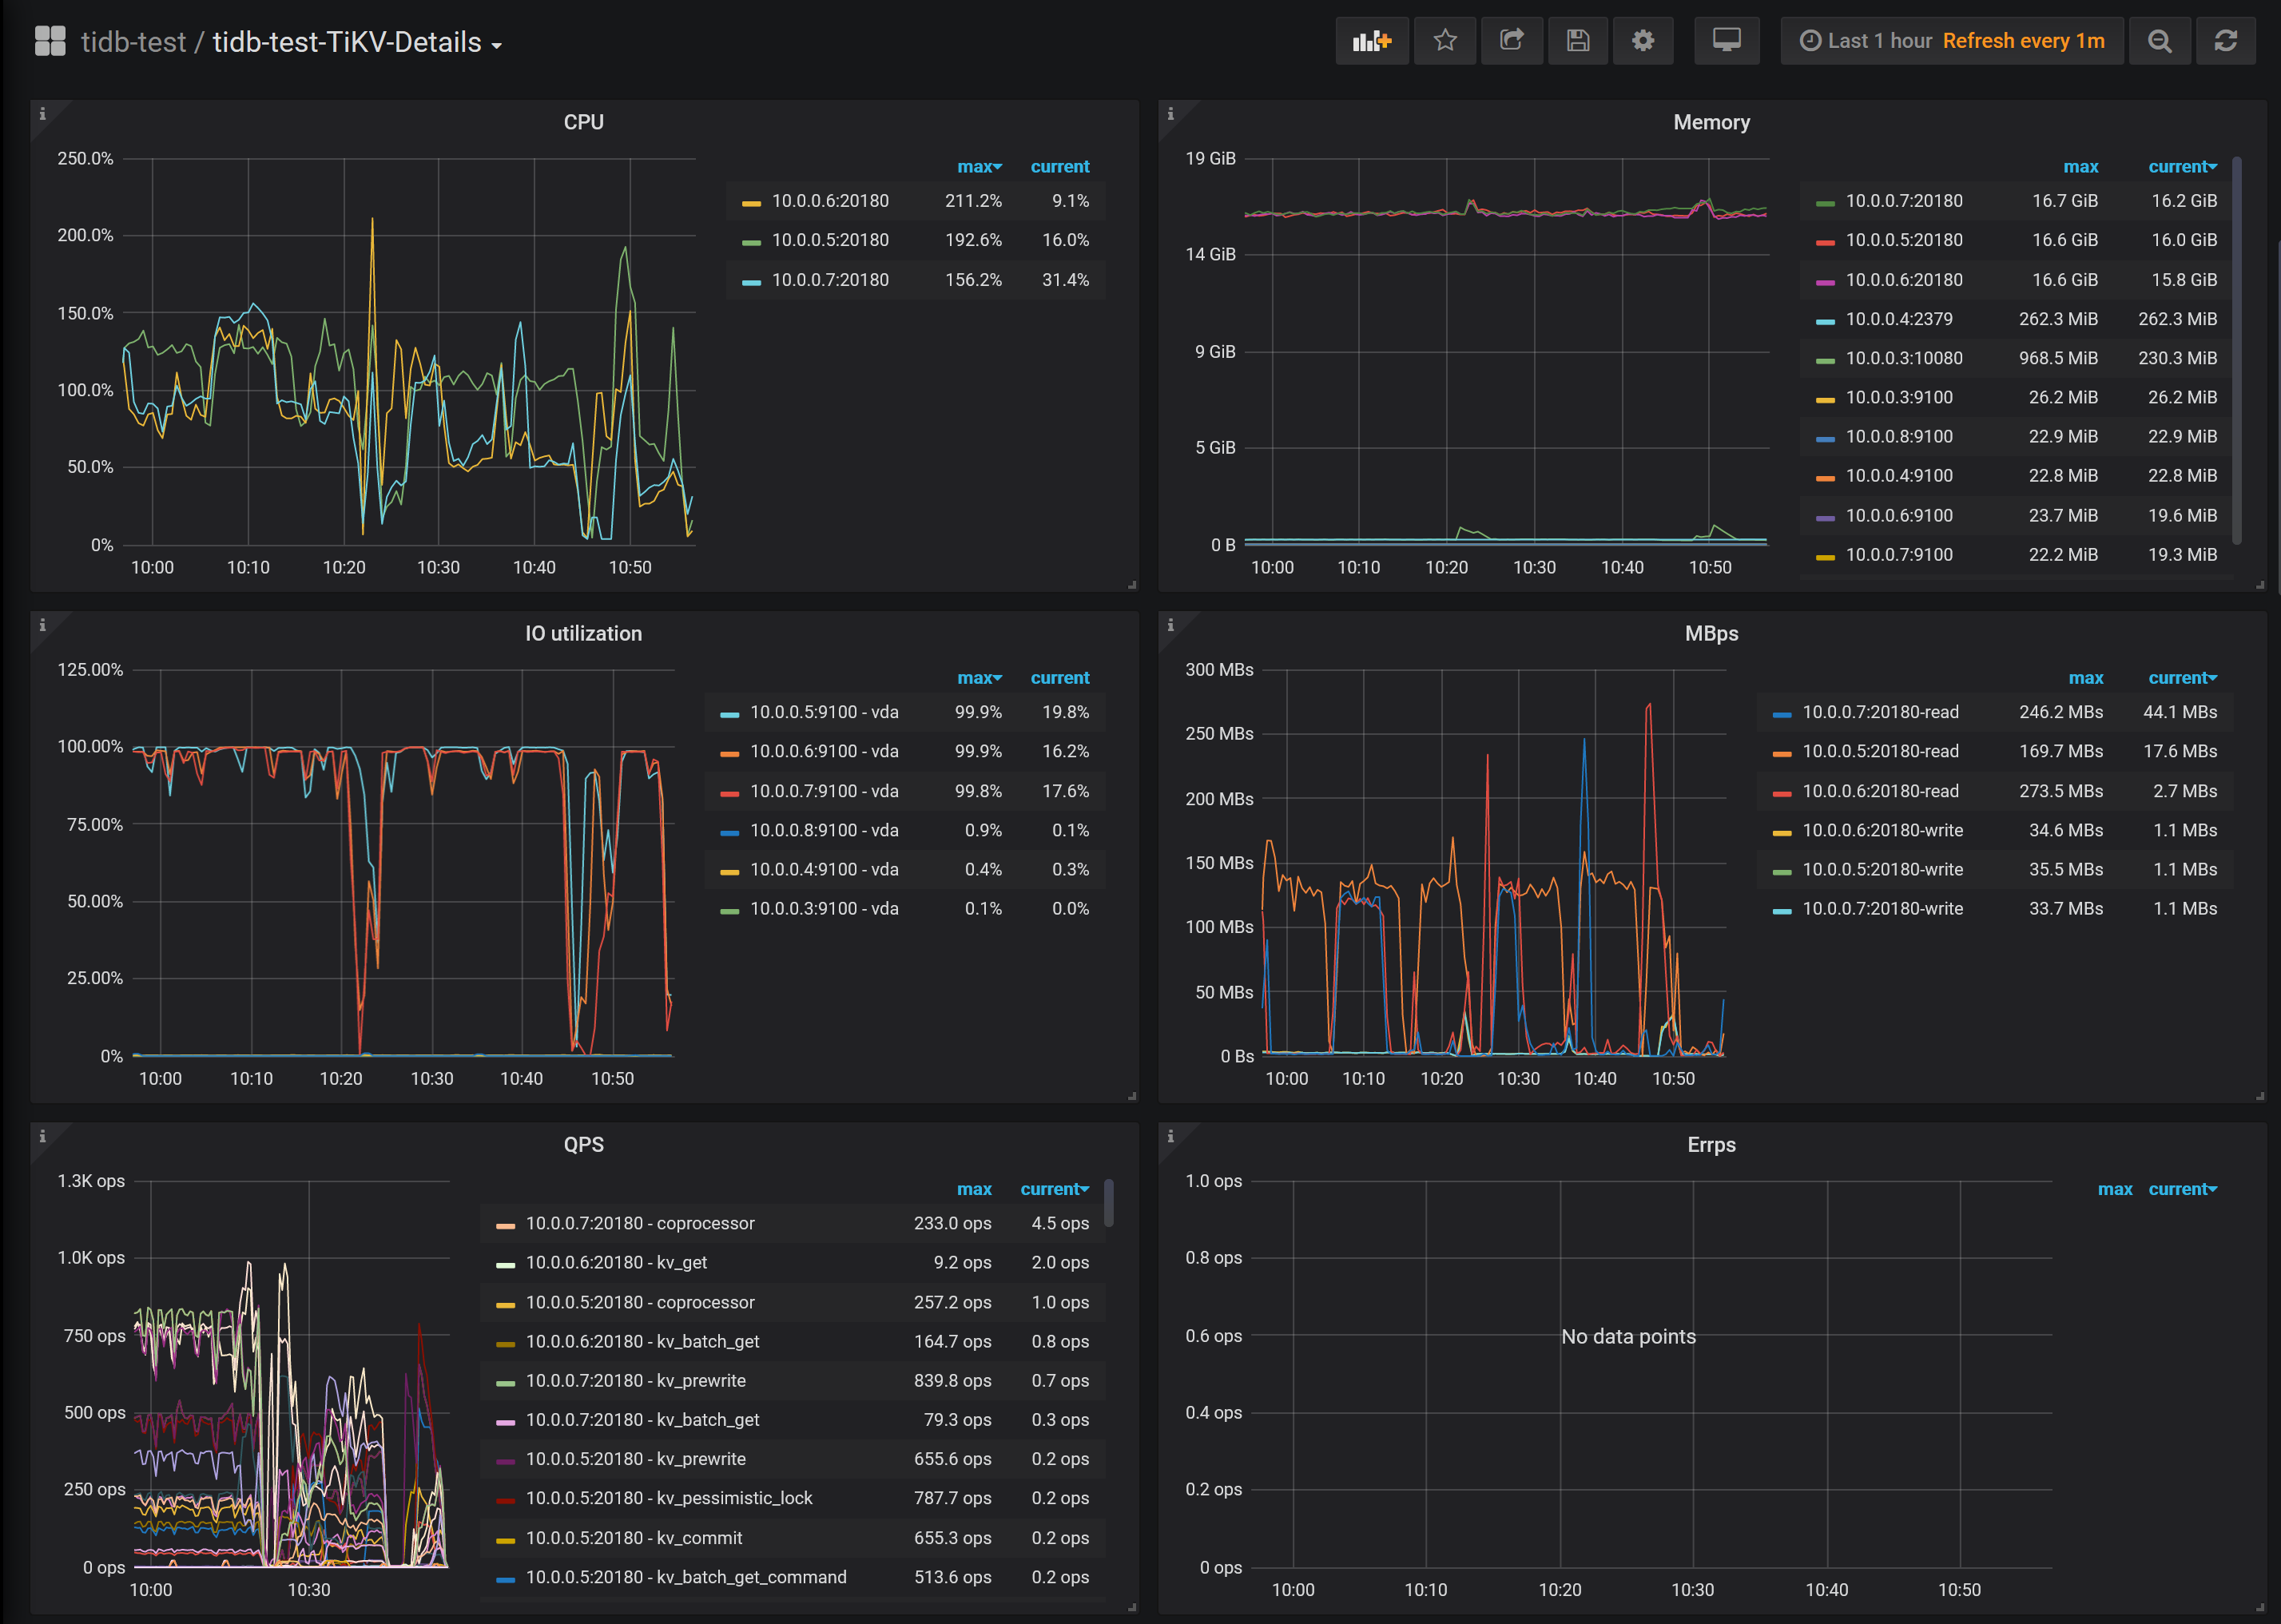 tidb-test / tidb-test-TiKV-Details
Last 1 hour Refresh every 1m
CPU
250.0%
200.0%
150.0%
100.0%
50.0%
0%
10:00 10:10 10:20 10:30 10:40 10:50
max current
10.0.0.6:20180 211.2% 9.1%
10.0.0.5:20180 192.6% 16.0%
10.0.0.7:20180 156.2% 31.4%
Memory
19 GiB
14 GiB
9 GiB
5 GiB
0 B
10:00 10:10 10:20 10:30 10:40 10:50
max current
10.0.0.7:20180 16.7 GiB 16.2 GiB
10.0.0.5:20180 16.6 GiB 16.0 GiB
10.0.0.6:20180 16.6 GiB 15.8 GiB
10.0.0.4:2379 262.3 MiB 262.3 MiB
10.0.0.3:10080 968.5 MiB 230.3 MiB
10.0.0.3:9100 26.2 MiB 26.2 MiB
10.0.0.8:9100 22.9 MiB 22.9 MiB
10.0.0.4:9100 22.8 MiB 22.8 MiB
10.0.0.6:9100 23.7 MiB 19.6 MiB
10.0.0.7:9100 22.2 MiB 19.3 MiB
IO utilization
125.00%
100.00%
75.00%
50.00%
25.00%
0%
10:00 10:10 10:20 10:30 10:40 10:50
max current
10.0.0.5:9100 - vda 99.9% 19.8%
10.0.0.6:9100 - vda 99.9% 16.2%
10.0.0.7:9100 - vda 99.8% 17.6%
10.0.0.8:9100 - vda 0.9% 0.1%
10.0.0.4:9100 - vda 0.4% 0.3%
10.0.0.3:9100 - vda 0.1% 0.0%
MBps
300 MBs
250 MBs
200 MBs
150 MBs
100 MBs
50 MBs
0 Bs
10:00 10:10 10:20 10:30 10:40 10:50
max current
10.0.0.7:20180-read 246.2 MBs 44.1 MBs
10.0.0.5:20180-read 169.7 MBs 17.6 MBs
10.0.0.6:20180-read 273.5 MBs 2.7 MBs
10.0.0.6:20180-write 34.6 MBs 1.1 MBs
10.0.0.5:20180-write 35.5 MBs 1.1 MBs
10.0.0.7:20180-write 33.7 MBs 1.1 MBs
QPS
1.3K ops
1.0K ops
750 ops
500 ops
250 ops
0 ops
10:00 10:30
max current
10.0.0.7:20180 - coprocessor 233.0 ops 4.5 ops
10.0.0.6:20180 - kv_get 9.2 ops 2.0 ops
10.0.0.5:20180 - coprocessor 257.2 ops 1.0 ops
10.0.0.6:20180 - kv_batch_get 164.7 ops 0.8 ops
10.0.0.7:20180 - kv_prewrite 839.8 ops 0.7 ops
10.0.0.7:20180 - kv_batch_get 79.3 ops 0.3 ops
10.0.0.5:20180 - kv_prewrite 655.6 ops 0.2 ops
10.0.0.5:20180 - kv_pessimistic_lock 787.7 ops 0.2 ops
10.0.0.5:20180 - kv_commit 655.3 ops 0.2 ops
10.0.0.5:20180 - kv_batch_get_command 513.6 ops 0.2 ops
Errps
1.0 ops
0.8 ops
0.6 ops
0.4 ops
0.2 ops
0 ops
No data points
10:00 10:10 10:20 10:30 10:40 10:50
max current